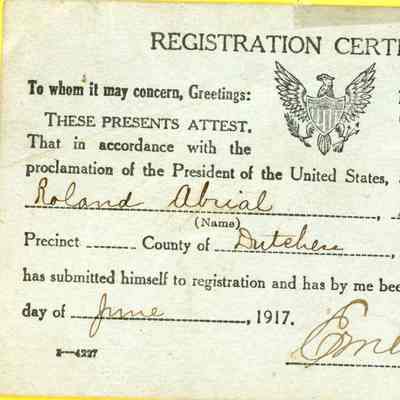 REGISTRATION CERTI
To whom it may concern, Greetings:
THESE PRESENTS ATTEST.
That in accordance with the
proclamation of the President of the United States,
Roland Abrial
(Name)
Precinct County of Dutchess,
has submitted himself to registration and has by me bee
day of June, 1917.
3—4227